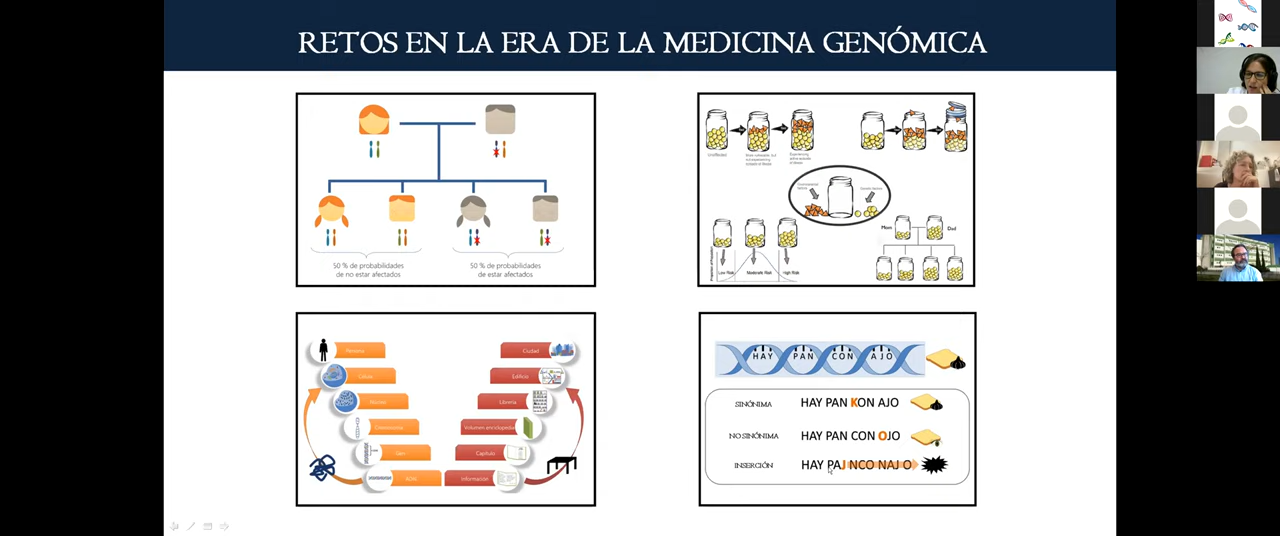 RETOS EN LA ERA DE LA MEDICINA GENÓMICA
50 % de probabilidades
de no estar afectados
50 % de probabilidades
de estar afectados
Unaffected
Mom
Dad
Low Risk
Moderate Risk
High Risk
Persona
Célula
Núcleo
Cromosoma
Gen
ADN
Ciudad
Edificio
Librería
Volumen enciclopedia
Capítulo
Información
HAY PAN CON AJO
SINÓNIMA
HAY PAN KON AJO
NO SINÓNIMA
HAY PAN CON OJO
INSERCIÓN
HAY PAJ NCO NAJ O